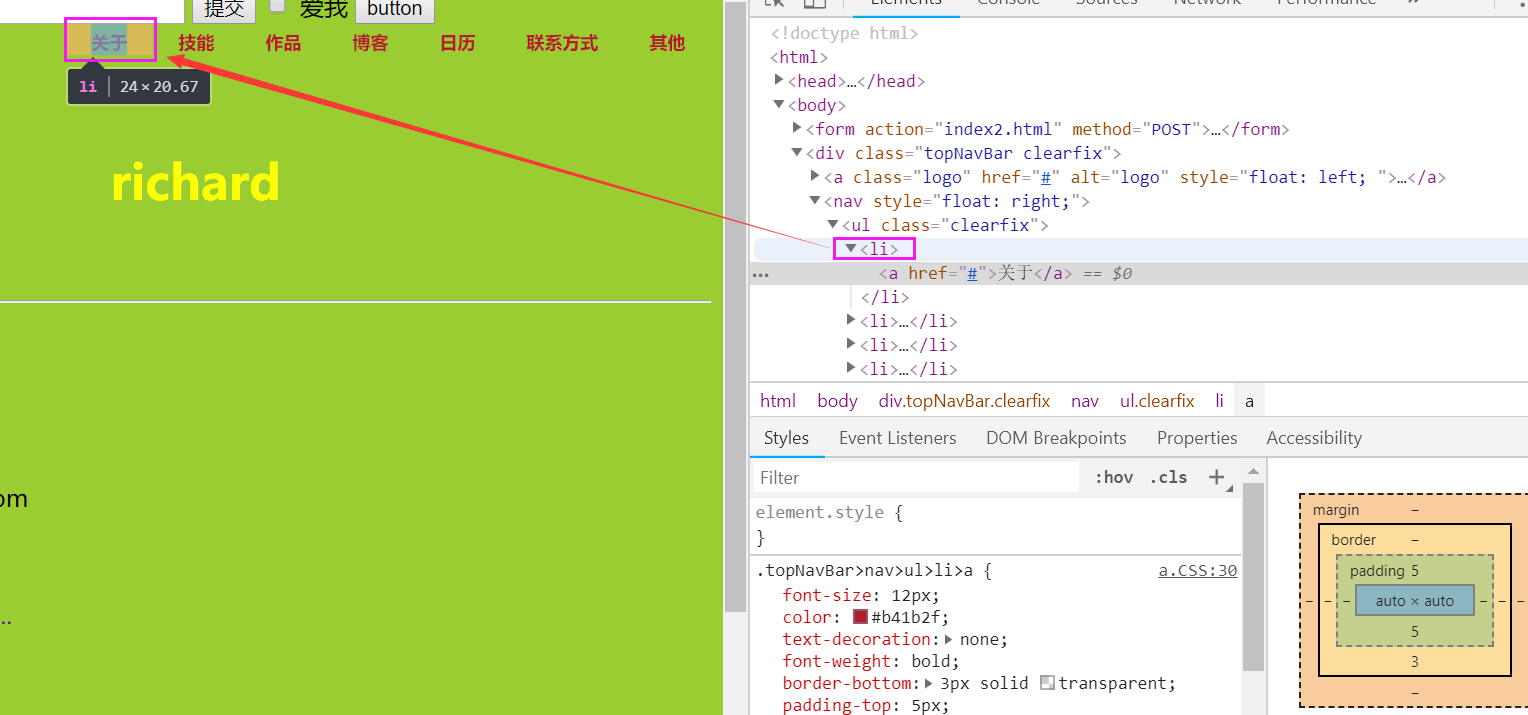 提交 爱我 button
关于 技能 作品 博客 日历 联系方式 其他
li 24 × 20.67
richard
om
..
Elements Console Sources Network Performance »
<!doctype html>
<html>
<head>…</head>
<body>
<form action="index2.html" method="POST">…</form>
<div class="topNavBar clearfix">
<a class="logo" href="#" alt="logo" style="float: left; ">…</a>
<nav style="float: right;">
<ul class="clearfix">
<li>
… <a href="#">关于</a> == $0
</li>
<li>…</li>
<li>…</li>
<li>…</li>
html body div.topNavBar.clearfix nav ul.clearfix li a
Styles Event Listeners DOM Breakpoints Properties Accessibility
Filter :hov .cls +
element.style {
}
.topNavBar>nav>ul>li>a { a.CSS:30
font-size: 12px;
color: #b41b2f;
text-decoration: none;
font-weight: bold;
border-bottom: 3px solid transparent;
padding-top: 5px;
margin –
border –
padding 5
– – – auto × auto – – –
5
3
–